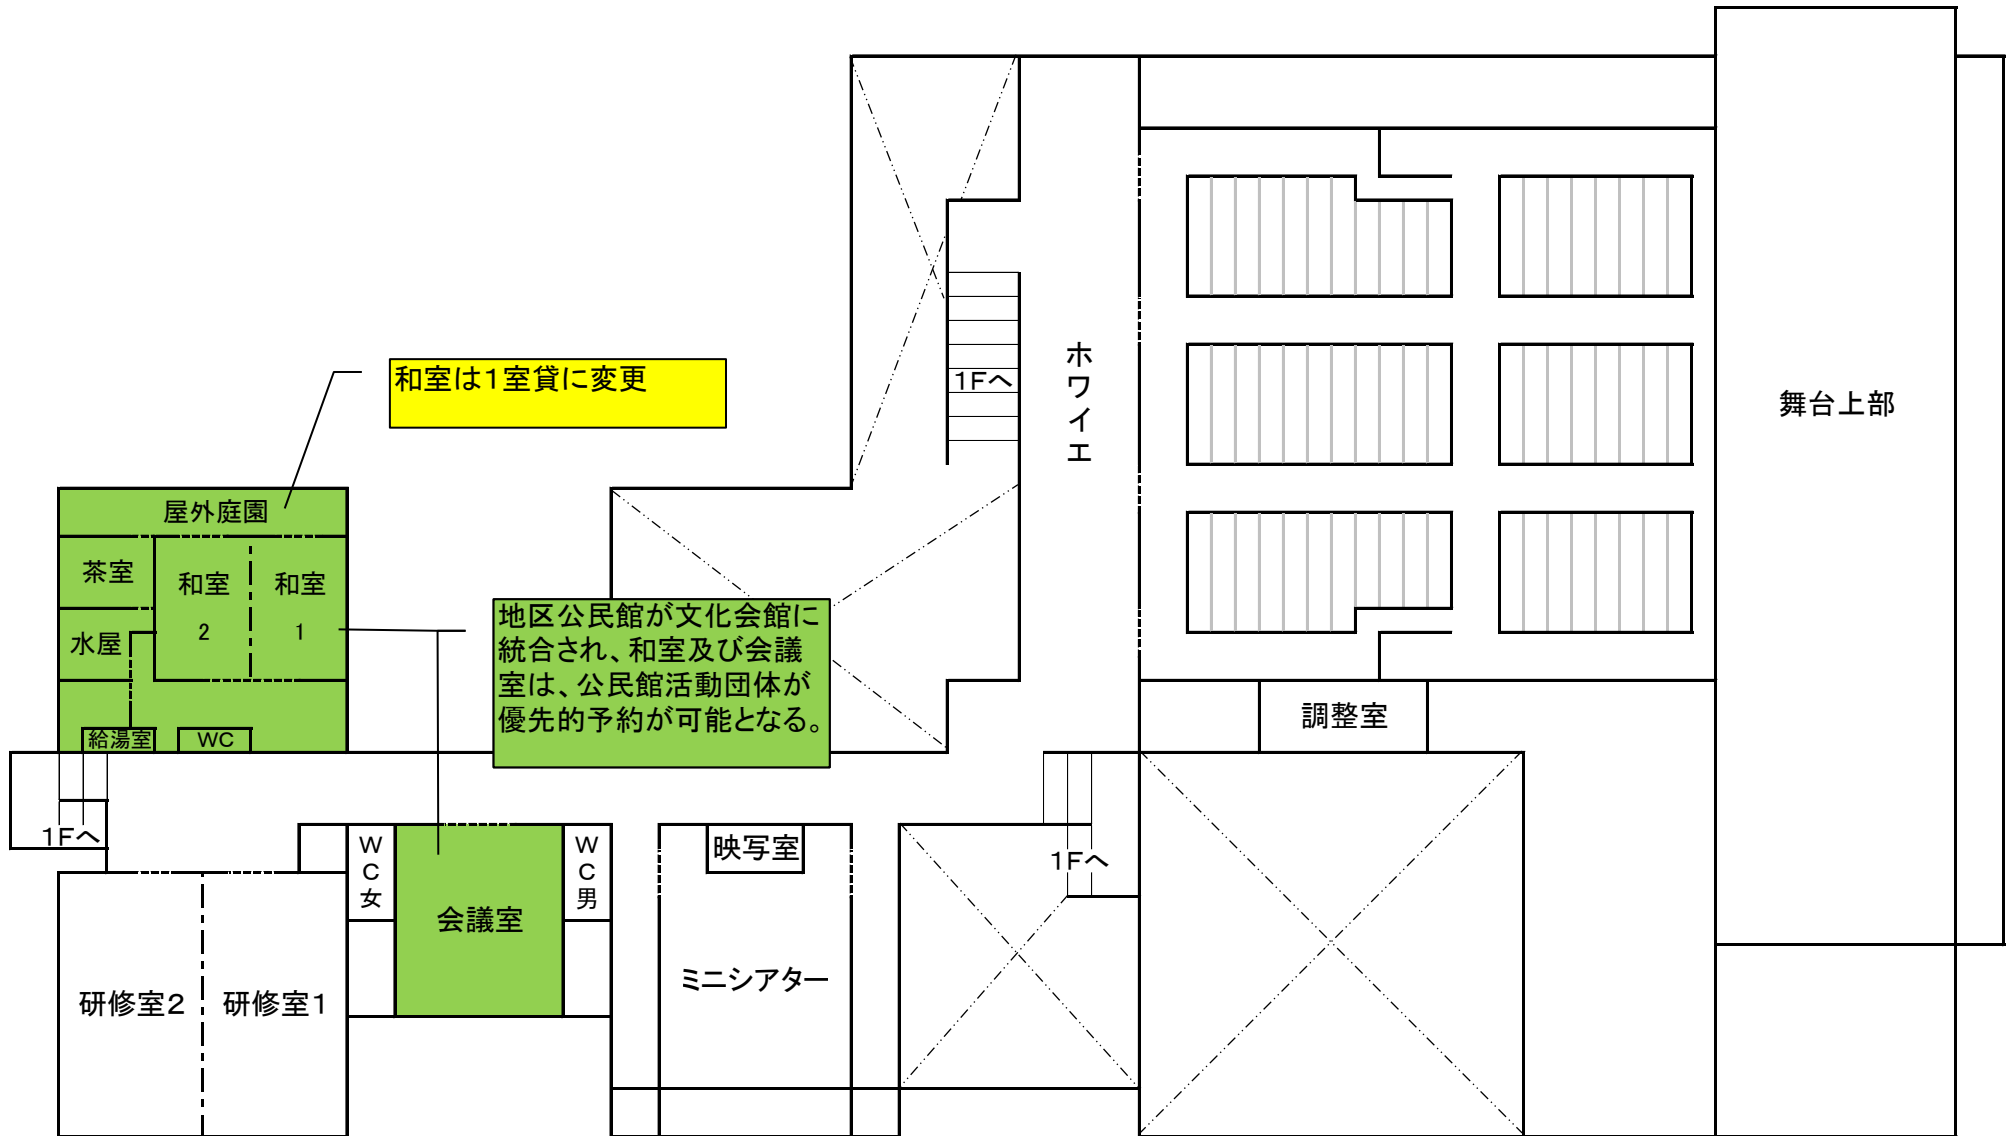 和室は１室貸に変更
1Fへ
ホワイエ
舞台上部
屋外庭園
茶室
和室
2
和室
1
水屋
給湯室
WC
地区公民館が文化会館に
統合され、和室及び会議
室は、公民館活動団体が
優先的予約が可能となる。
調整室
1Fへ
WC女
会議室
WC男
映写室
1Fへ
ミニシアター
研修室2
研修室1